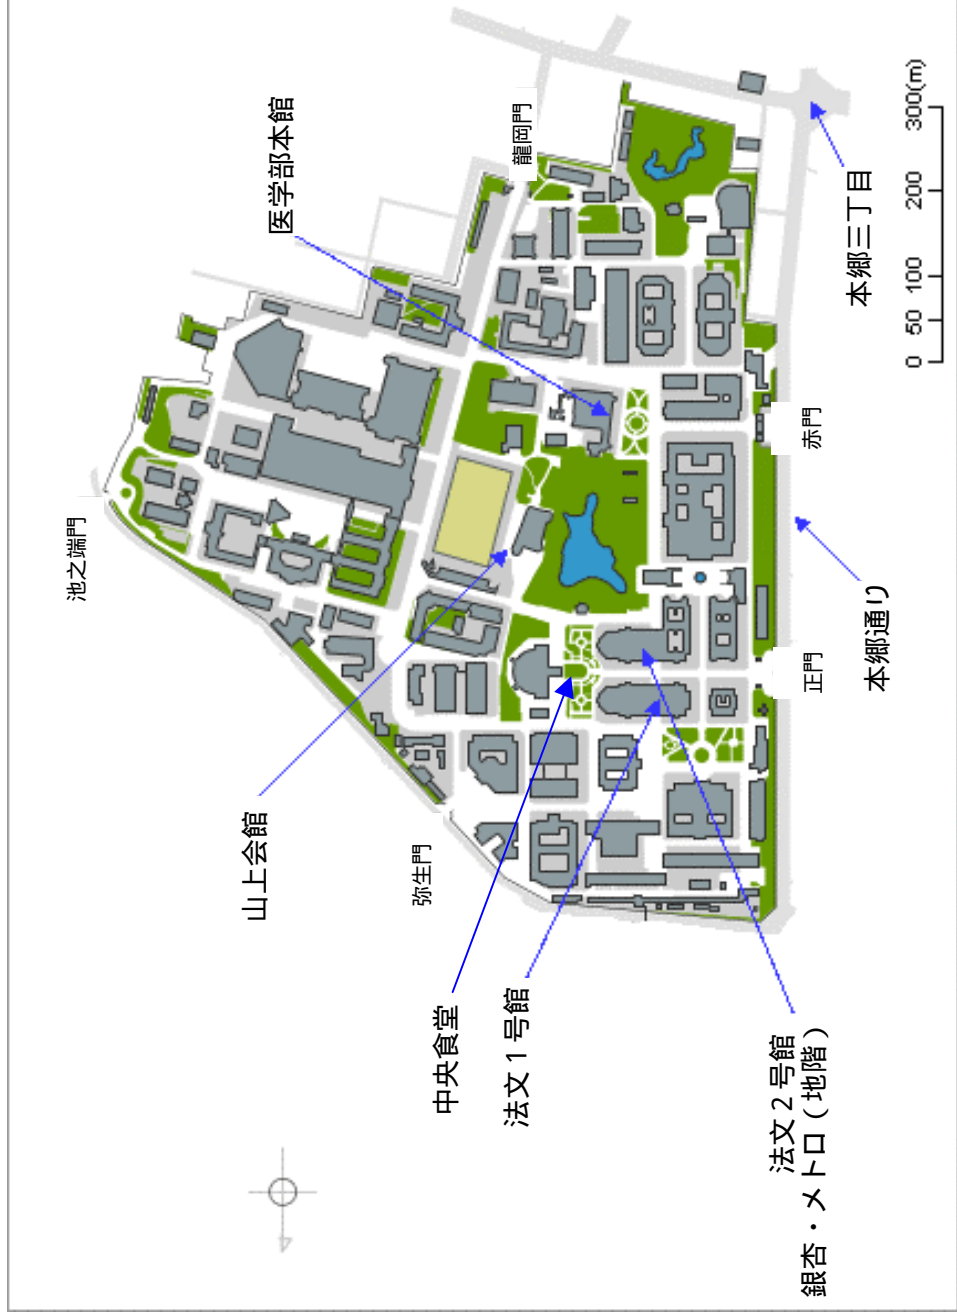 池之端門
山上会館
医学部本館
弥生門
中央食堂
法文１号館
龍岡門
法文２号館
銀杏・メトロ（地階）
正門
赤門
本郷通り
本郷三丁目
0 50 100 200 300(m)